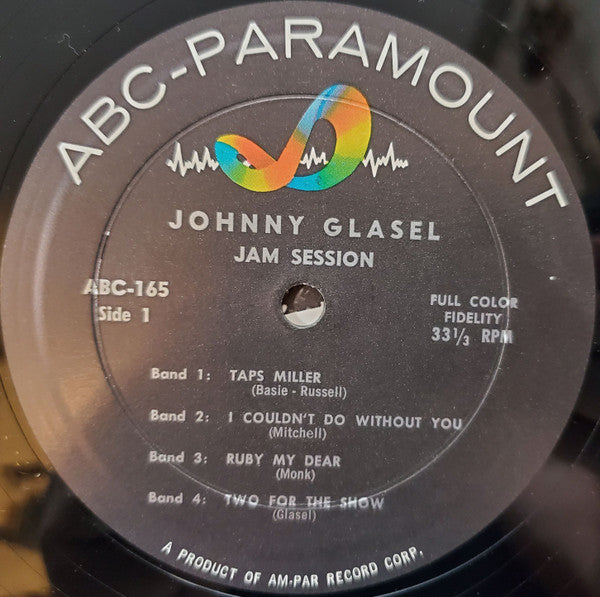 ABC-PARAMOUNT
JOHNNY GLASEL
JAM SESSION
ABC-165
Side 1
FULL COLOR
FIDELITY
33 1/3 RPM
Band 1: TAPS MILLER
(Basie - Russell)
Band 2: I COULDN'T DO WITHOUT YOU
(Mitchell)
Band 3: RUBY MY DEAR
(Monk)
Band 4: TWO FOR THE SHOW
(Glasel)
A PRODUCT OF AM-PAR RECORD CORP.